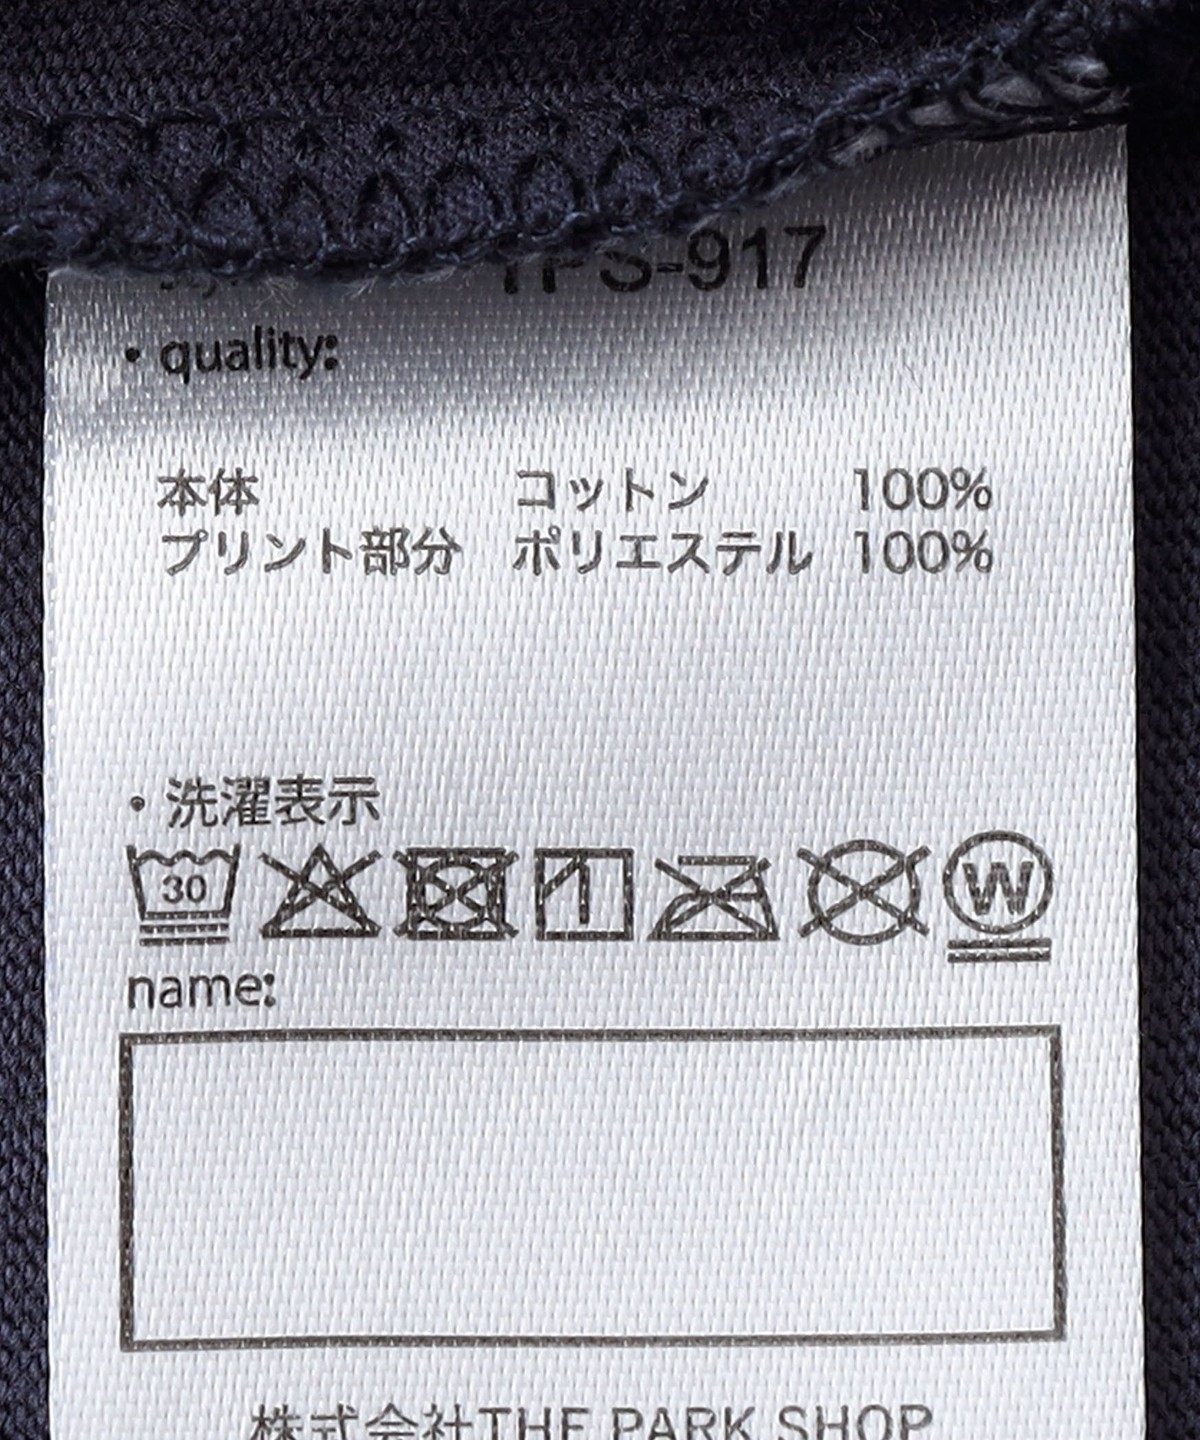 TPS-917
・quality:
本体 コットン 100%
プリント部分 ポリエステル 100%
・洗濯表示
30 W
name:
株式会社THE PARK SHOP